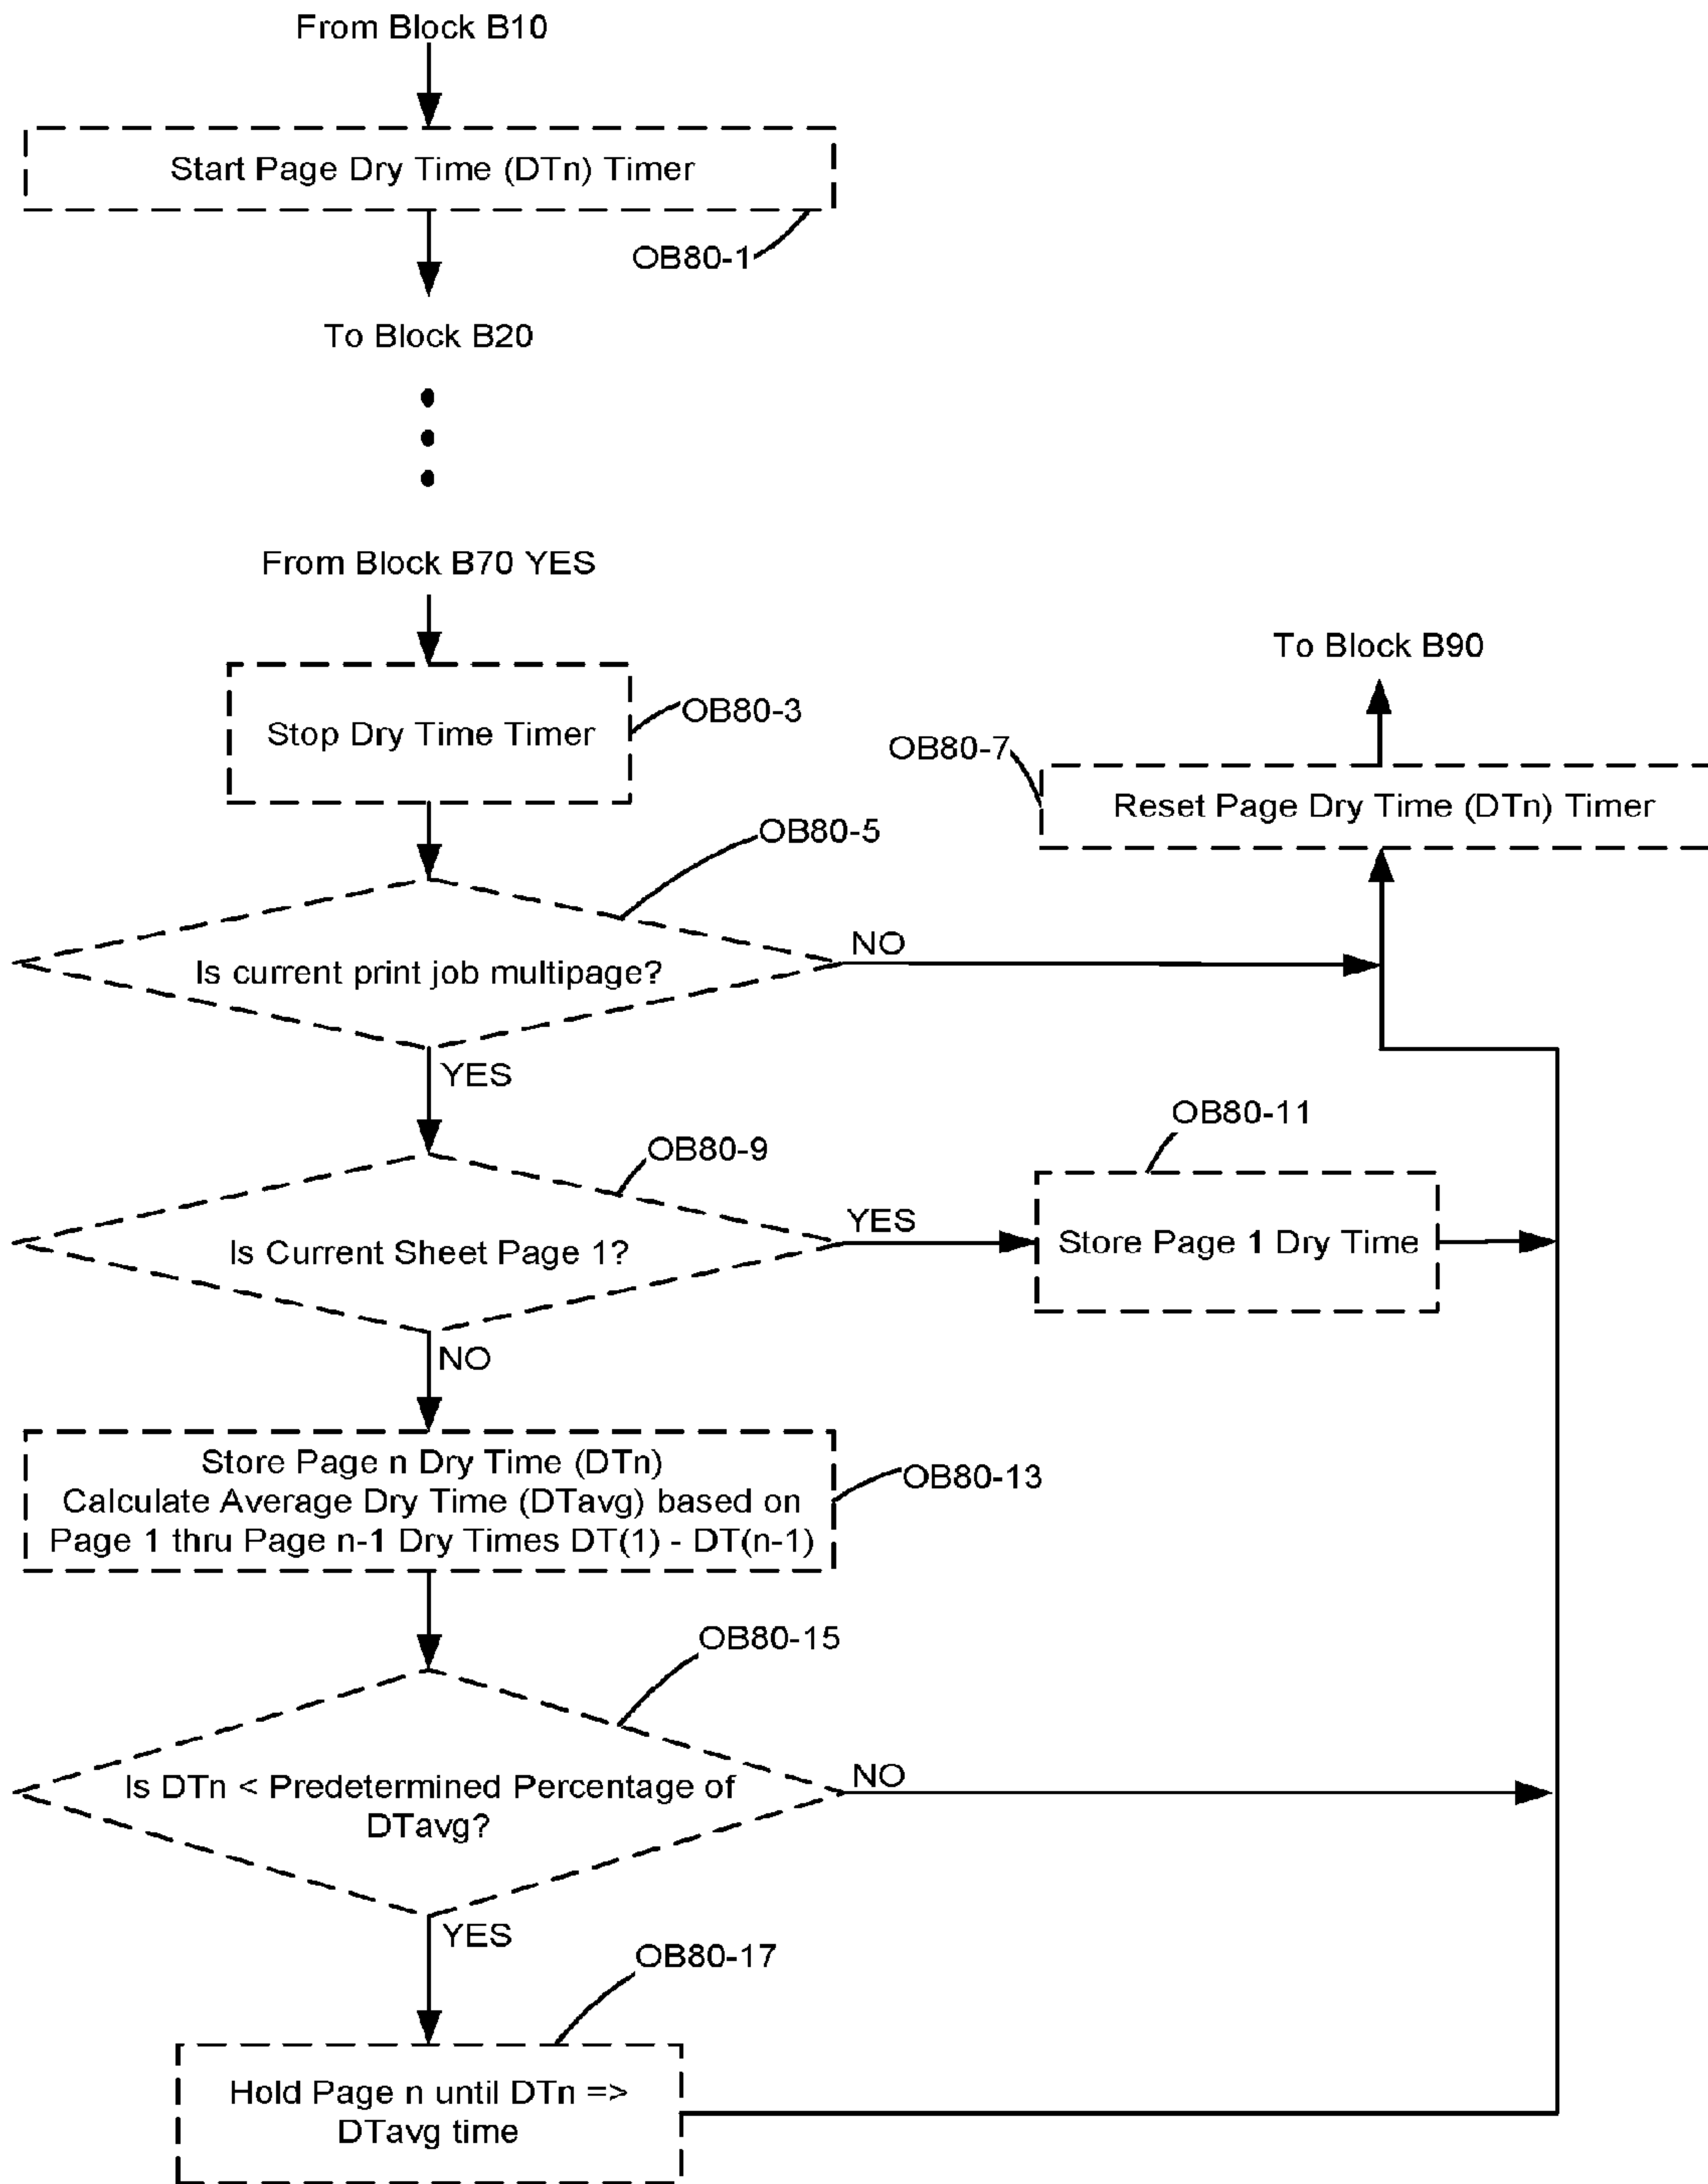 From Block B10
Start Page Dry Time (DTn) Timer
OB80-1
To Block B20
From Block B70 YES
To Block B90
Stop Dry Time Timer
OB80-3
OB80-7
Reset Page Dry Time (DTn) Timer
OB80-5
Is current print job multipage?
NO
YES
OB80-9
OB80-11
Is Current Sheet Page 1?
YES
Store Page 1 Dry Time
NO
Store Page n Dry Time (DTn)
Calculate Average Dry Time (DTavg) based on
Page 1 thru Page n-1 Dry Times DT(1) - DT(n-1)
OB80-13
OB80-15
Is DTn < Predetermined Percentage of
DTavg?
NO
YES
OB80-17
Hold Page n until DTn =>
DTavg time